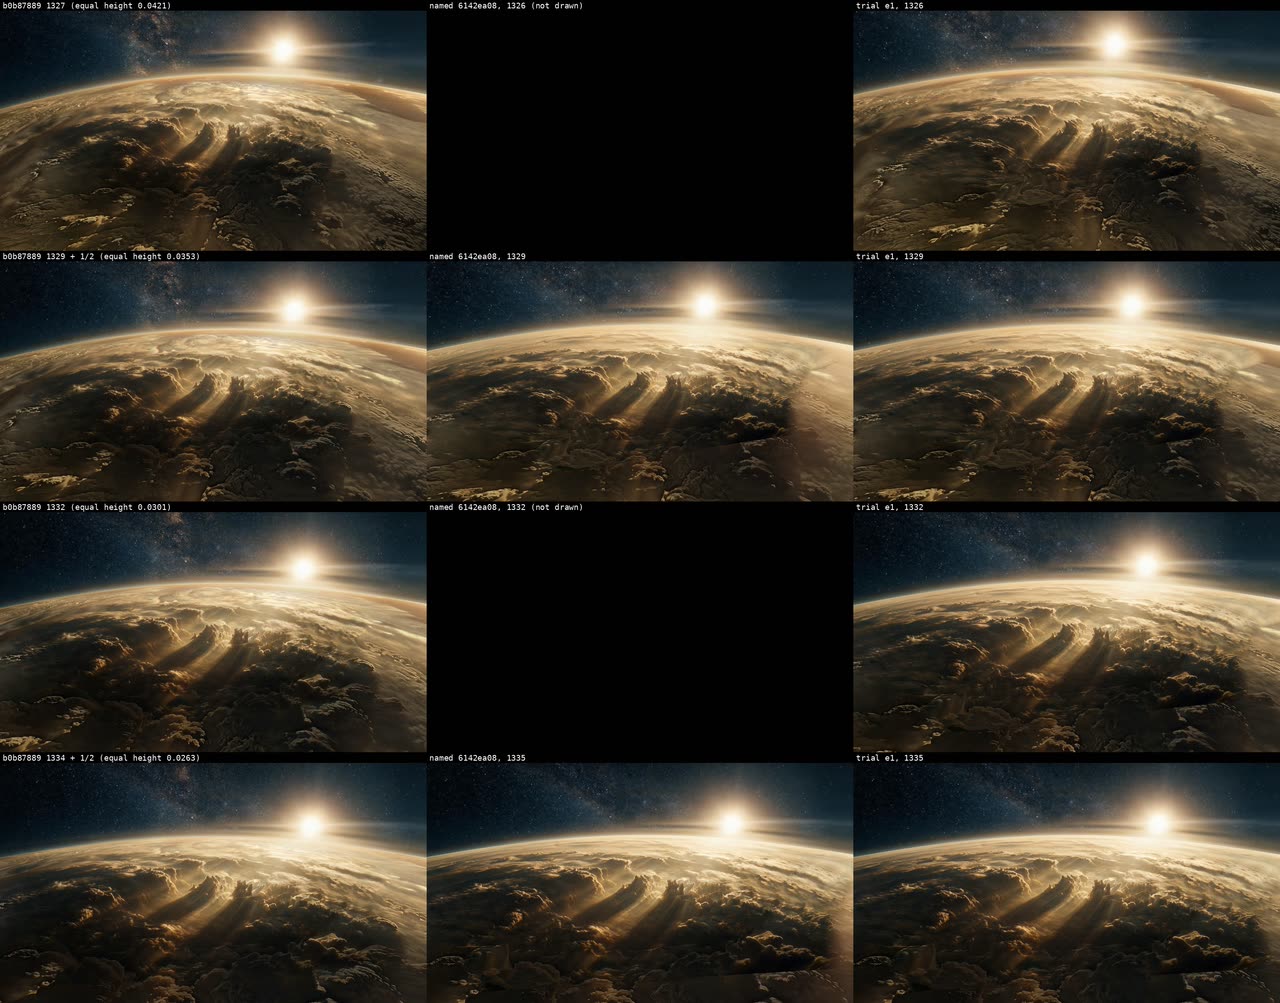 b0b87889 1327 (equal height 0.0421)
named 6142ea08, 1326 (not drawn)
trial e1, 1326
b0b87889 1329 + 1/2 (equal height 0.0353)
named 6142ea08, 1329
trial e1, 1329
b0b87889 1332 (equal height 0.0301)
named 6142ea08, 1332 (not drawn)
trial e1, 1332
b0b87889 1334 + 1/2 (equal height 0.0263)
named 6142ea08, 1335
trial e1, 1335